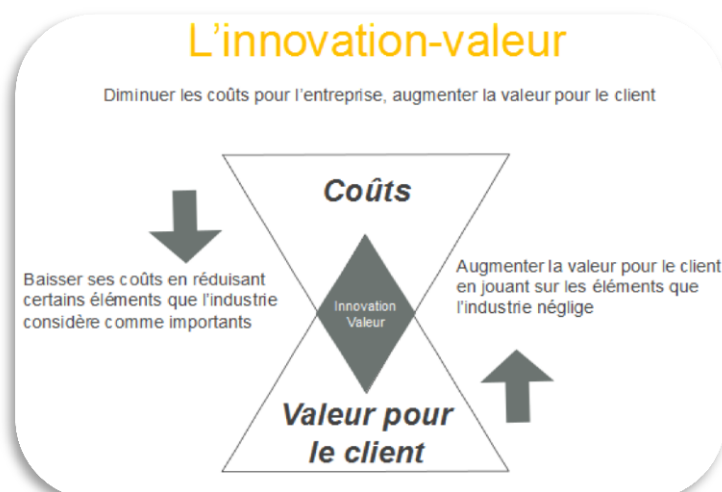 L'innovation-valeur
Diminuer les coûts pour l'entreprise, augmenter la valeur pour le client
Coûts
Baisser ses coûts en réduisant
certains éléments que l'industrie
considère comme importants
Innovation
Valeur
Augmenter la valeur pour le client
en jouant sur les éléments que
l'industrie néglige
Valeur pour
le client